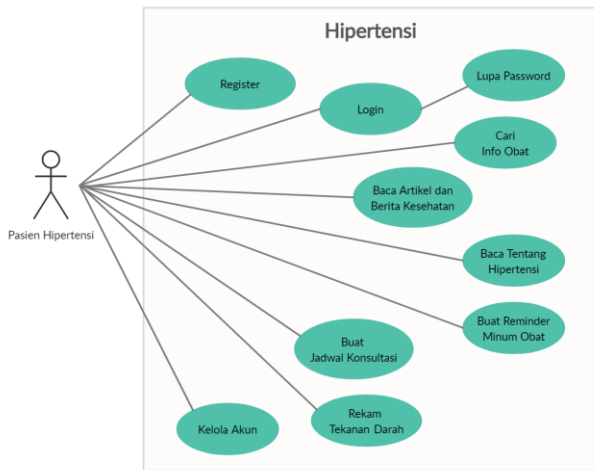 Hipertensi
Register
Login
Lupa Password
Cari
Info Obat
Baca Artikel dan
Berita Kesehatan
Pasien Hipertensi
Baca Tentang
Hipertensi
Buat Reminder
Minum Obat
Buat
Jadwal Konsultasi
Rekam
Tekanan Darah
Kelola Akun